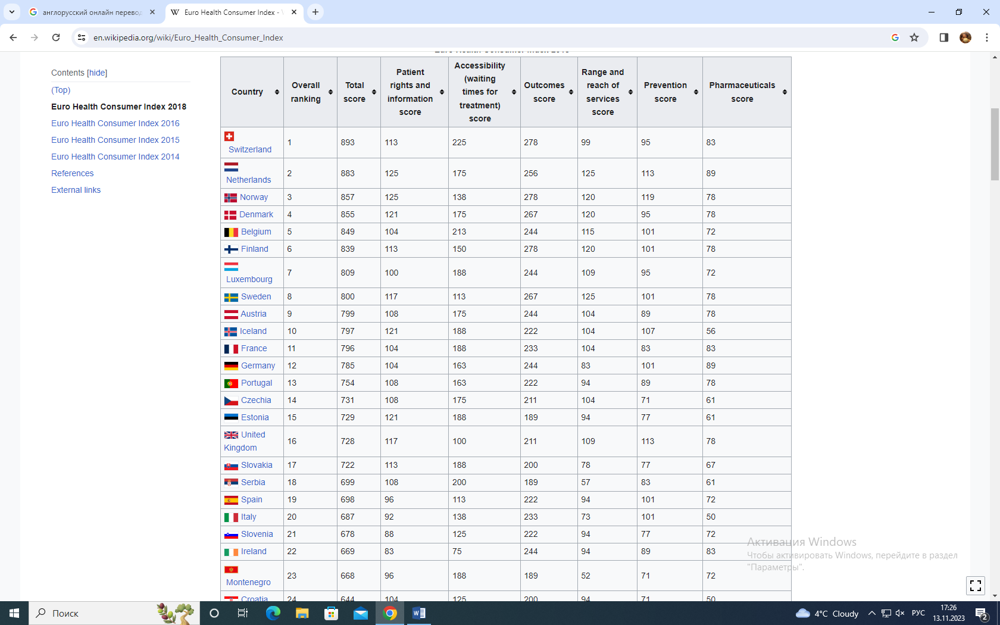 англорусский онлайн перевод
Euro Health Consumer Index - W
en.wikipedia.org/wiki/Euro_Health_Consumer_Index
Contents [hide]
(Top)
Euro Health Consumer Index 2018
Euro Health Consumer Index 2016
Euro Health Consumer Index 2015
Euro Health Consumer Index 2014
References
External links
Euro Health Consumer Index 2018
Country Overall ranking Total score Patient rights and information score Accessibility (waiting times for treatment) score Outcomes score Range and reach of services score Prevention score Pharmaceuticals score
Switzerland 1 893 113 225 278 99 95 83
Netherlands 2 883 125 175 256 125 113 89
Norway 3 857 125 138 278 120 119 78
Denmark 4 855 121 175 267 120 95 78
Belgium 5 849 104 213 244 115 101 72
Finland 6 839 113 150 278 120 101 78
Luxembourg 7 809 100 188 244 109 95 72
Sweden 8 800 117 113 267 125 101 78
Austria 9 799 108 175 244 104 89 78
Iceland 10 797 121 188 222 104 107 56
France 11 796 104 188 233 104 83 83
Germany 12 785 104 163 244 83 101 89
Portugal 13 754 108 163 222 94 89 78
Czechia 14 731 108 175 211 104 71 61
Estonia 15 729 121 188 189 94 77 61
United Kingdom 16 728 117 100 211 109 113 78
Slovakia 17 722 113 188 200 78 77 67
Serbia 18 699 108 200 189 57 83 61
Spain 19 698 96 113 222 94 101 72
Italy 20 687 92 138 233 73 101 50
Slovenia 21 678 88 125 222 94 77 72
Ireland 22 669 83 75 244 94 89 83
Montenegro 23 668 96 188 189 52 71 72
Croatia 24 644 104 125 200 94 71 50
Активация Windows
Чтобы активировать Windows, перейдите в раздел
"Параметры".
Поиск
4°C Cloudy
РУС
17:26
13.11.2023
2